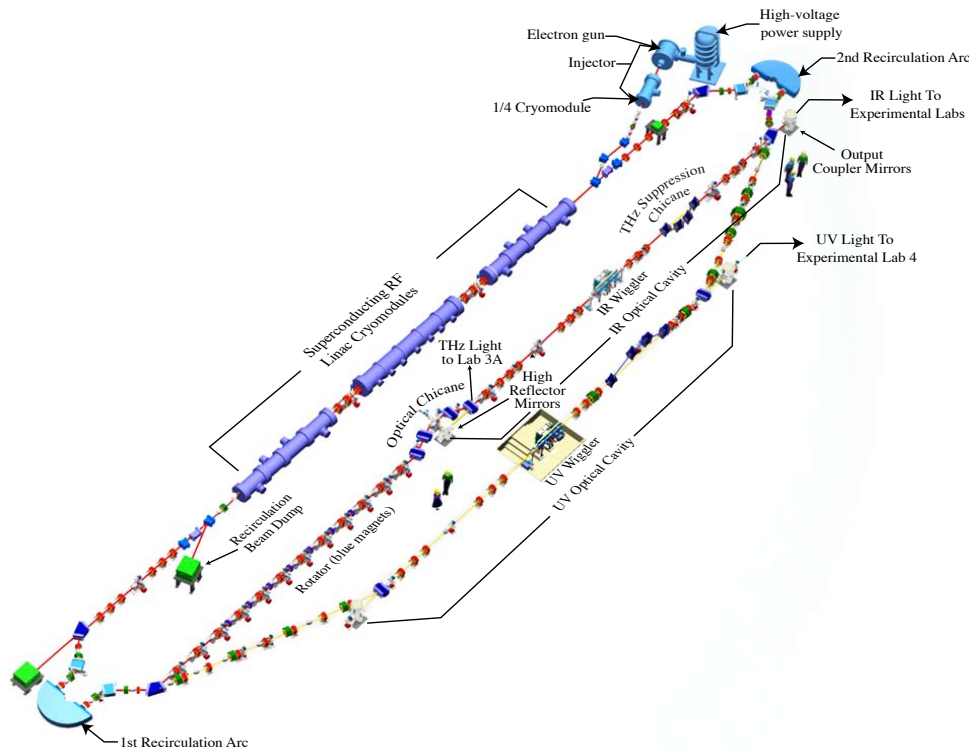 High-voltage
power supply
Electron gun
Injector
2nd Recirculation Arc
1/4 Cryomodule
IR Light To
Experimental Labs
Output
Coupler Mirrors
THz Suppression
Chicane
UV Light To
Experimental Lab 4
Superconducting RF
Linac Cryomodules
IR Wiggler
IR Optical Cavity
THz Light
to Lab 3A
High
Reflector
Mirrors
Optical Chicane
UV Wiggler
UV Optical Cavity
Recirculation
Beam Dump
Rotator (blue magnets)
1st Recirculation Arc